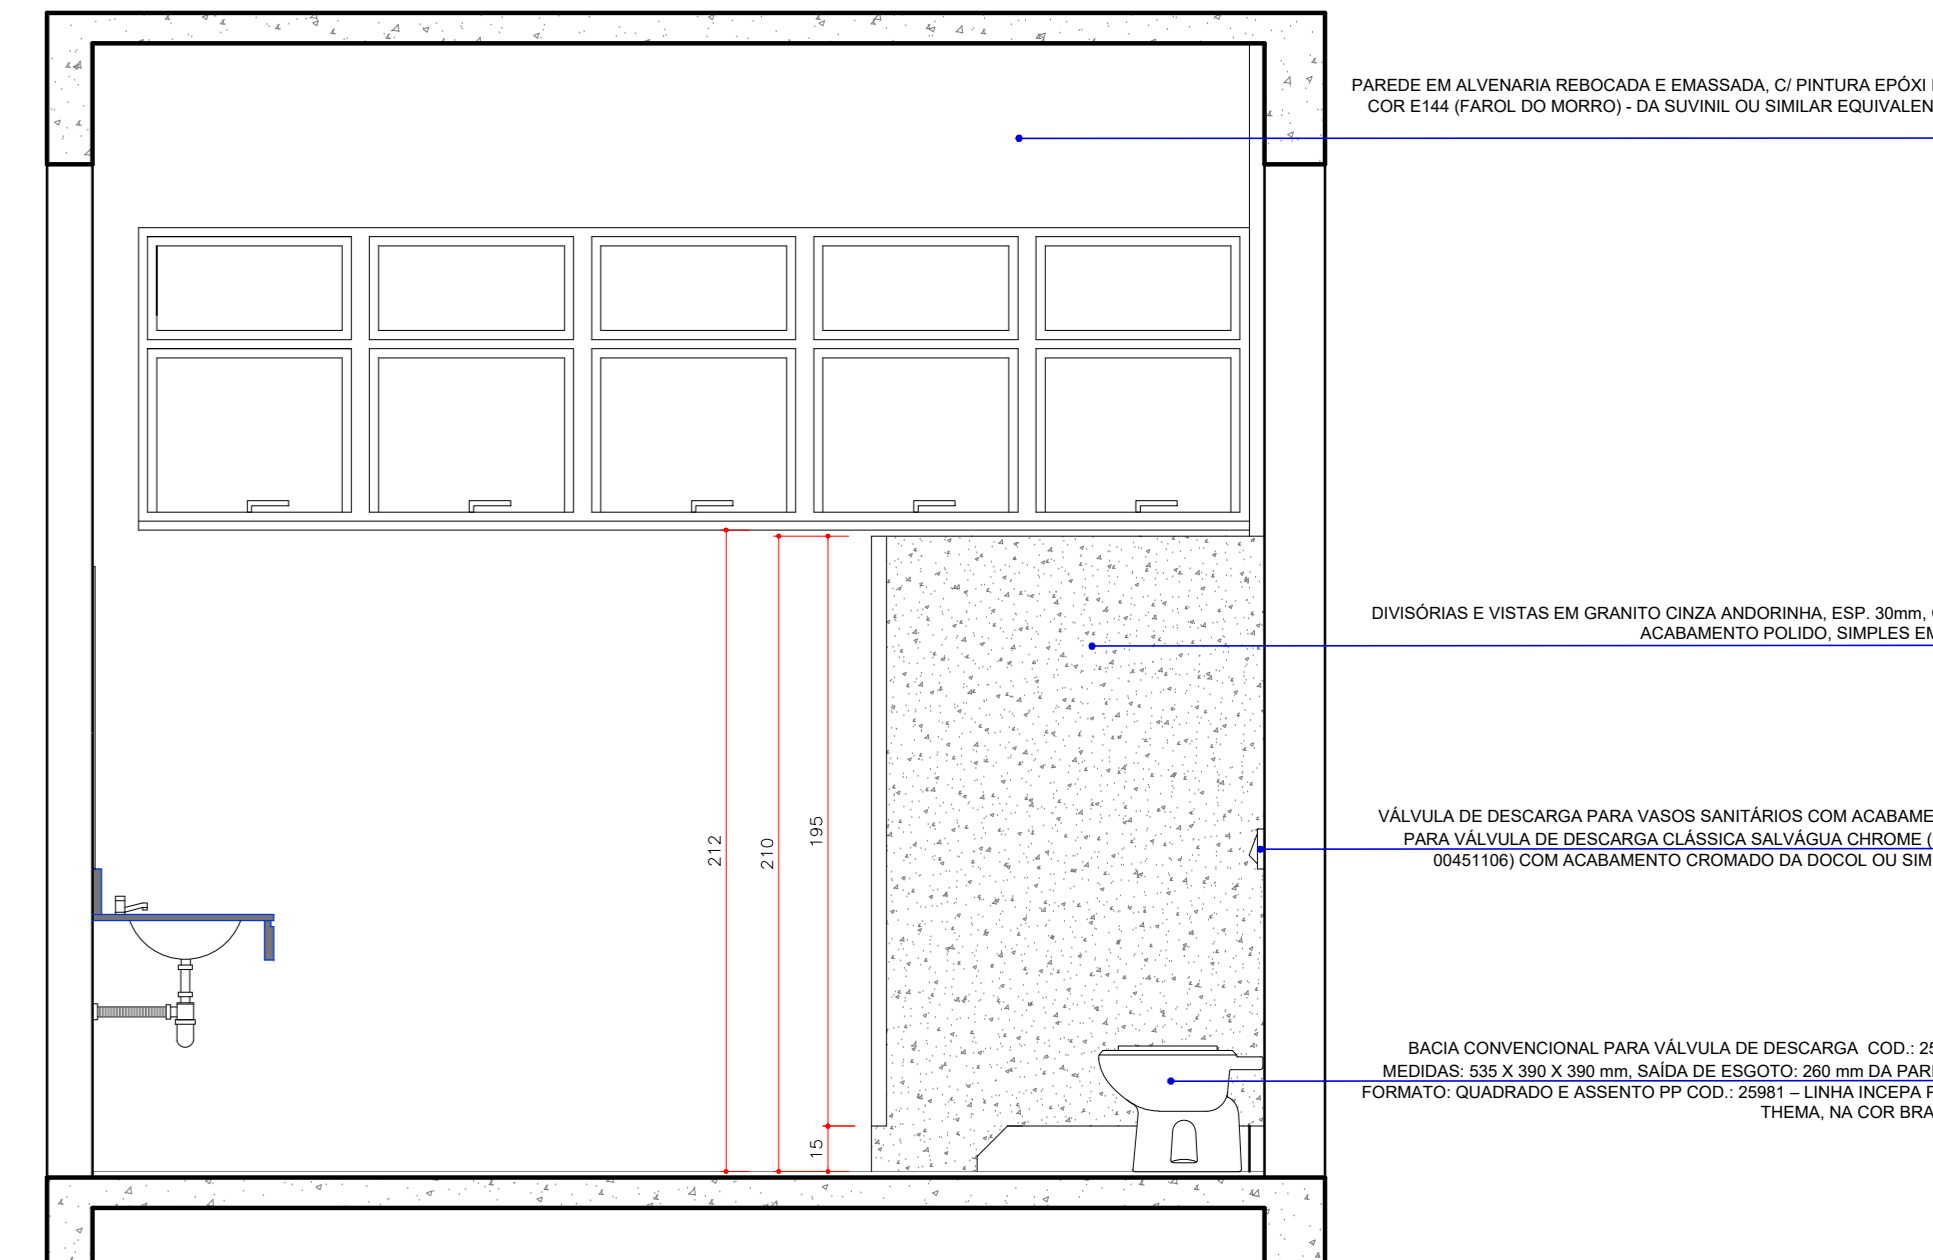 PAREDE EM ALVENARIA REBOCADA E EMASSADA, C/ PINTURA EPÓXI
COR E144 (FAROL DO MORRO) - DA SUVINIL OU SIMILAR EQUIVALEN
DIVISÓRIAS E VISTAS EM GRANITO CINZA ANDORINHA, ESP. 30mm,
ACABAMENTO POLIDO, SIMPLES EM
VÁLVULA DE DESCARGA PARA VASOS SANITÁRIOS COM ACABAME
PARA VÁLVULA DE DESCARGA CLÁSSICA SALVÁGUA CHROME (
00451106) COM ACABAMENTO CROMADO DA DOCOL OU SIM
212
210
195
15
BACIA CONVENCIONAL PARA VÁLVULA DE DESCARGA COD.: 25
MEDIDAS: 535 X 390 X 390 mm, SAÍDA DE ESGOTO: 260 mm DA PAR
FORMATO: QUADRADO E ASSENTO PP COD.: 25981 – LINHA INCEPA
THEMA, NA COR BRA